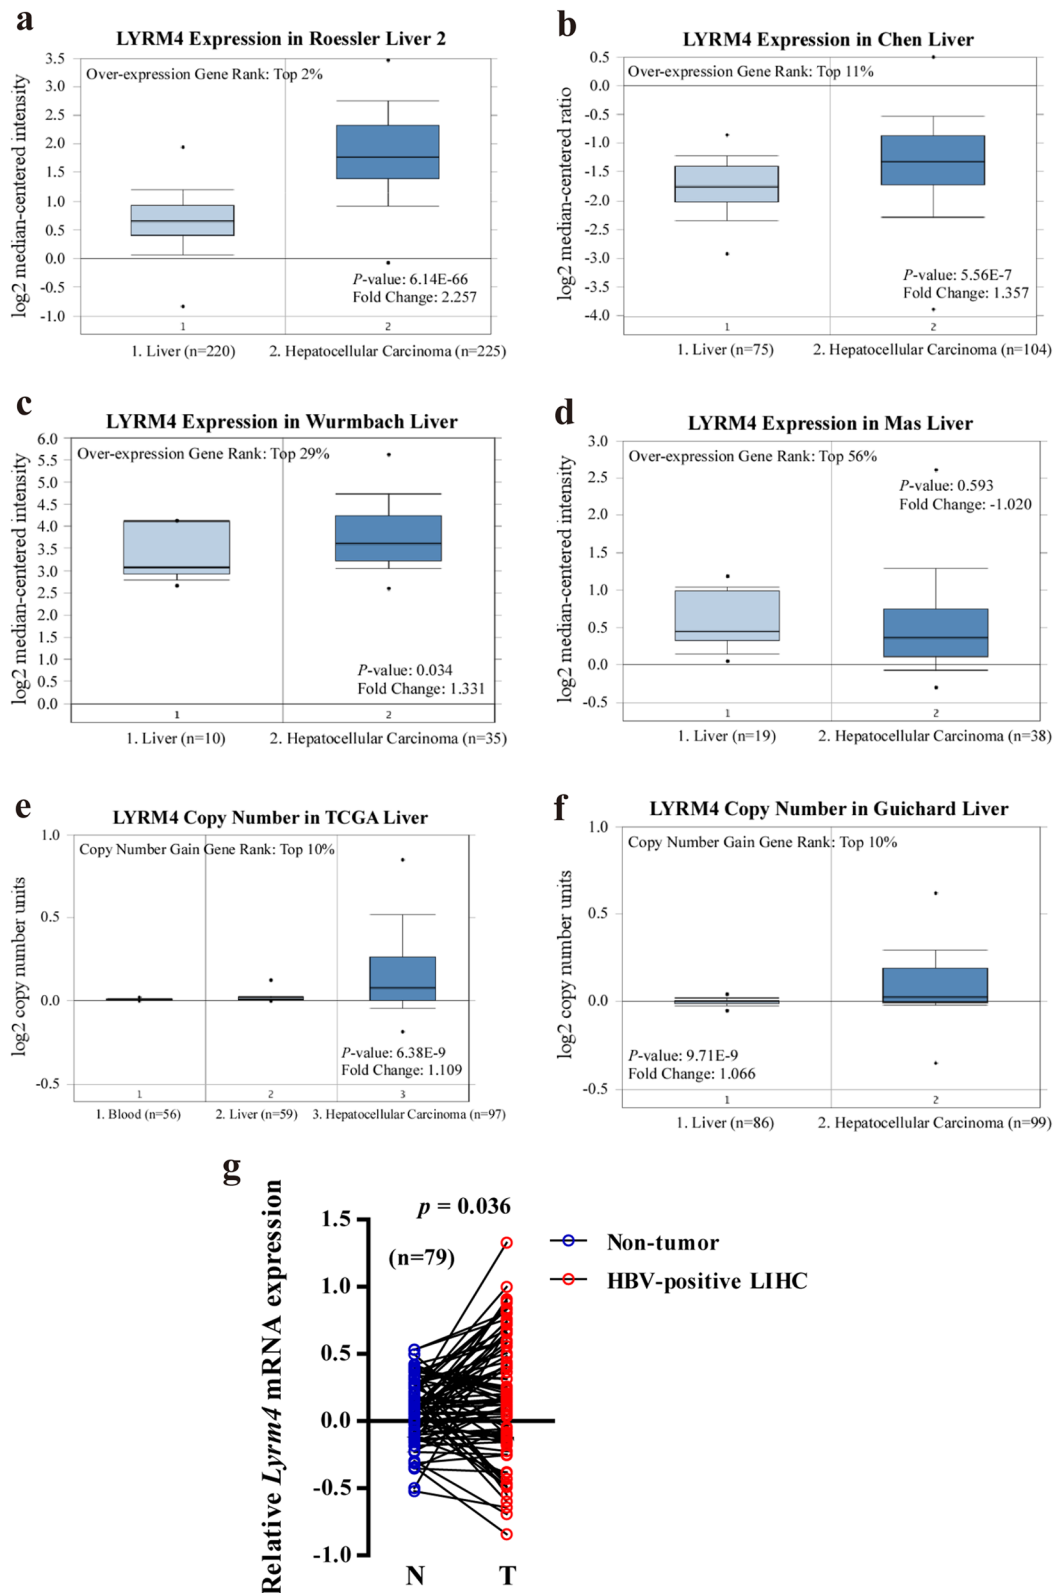 a
LYRM4 Expression in Roessler Liver 2
Over-expression Gene Rank: Top 2%
log2 median-centered intensity
3.5
3.0
2.5
2.0
1.5
1.0
0.5
0.0
-0.5
-1.0
P-value: 6.14E-66
Fold Change: 2.257
1
2
1. Liver (n=220)
2. Hepatocellular Carcinoma (n=225)
b
LYRM4 Expression in Chen Liver
Over-expression Gene Rank: Top 11%
log2 median-centered ratio
0.5
0.0
-0.5
-1.0
-1.5
-2.0
-2.5
-3.0
-3.5
-4.0
P-value: 5.56E-7
Fold Change: 1.357
1
2
1. Liver (n=75)
2. Hepatocellular Carcinoma (n=104)
c
LYRM4 Expression in Wurmbach Liver
Over-expression Gene Rank: Top 29%
log2 median-centered intensity
6.0
5.5
5.0
4.5
4.0
3.5
3.0
2.5
2.0
1.5
1.0
0.5
0.0
P-value: 0.034
Fold Change: 1.331
1
2
1. Liver (n=10)
2. Hepatocellular Carcinoma (n=35)
d
LYRM4 Expression in Mas Liver
Over-expression Gene Rank: Top 56%
log2 median-centered intensity
3.0
2.5
2.0
1.5
1.0
0.5
0.0
-0.5
P-value: 0.593
Fold Change: -1.020
1
2
1. Liver (n=19)
2. Hepatocellular Carcinoma (n=38)
e
LYRM4 Copy Number in TCGA Liver
Copy Number Gain Gene Rank: Top 10%
log2 copy number units
1.0
0.5
0.0
-0.5
P-value: 6.38E-9
Fold Change: 1.109
1
2
3
1. Blood (n=56)
2. Liver (n=59)
3. Hepatocellular Carcinoma (n=97)
f
LYRM4 Copy Number in Guichard Liver
Copy Number Gain Gene Rank: Top 10%
log2 copy number units
1.0
0.5
0.0
-0.5
P-value: 9.71E-9
Fold Change: 1.066
1
2
1. Liver (n=86)
2. Hepatocellular Carcinoma (n=99)
g
Relative Lyrm4 mRNA expression
1.5
1.0
0.5
0.0
-0.5
-1.0
p = 0.036
(n=79)
Non-tumor
HBV-positive LIHC
N
T